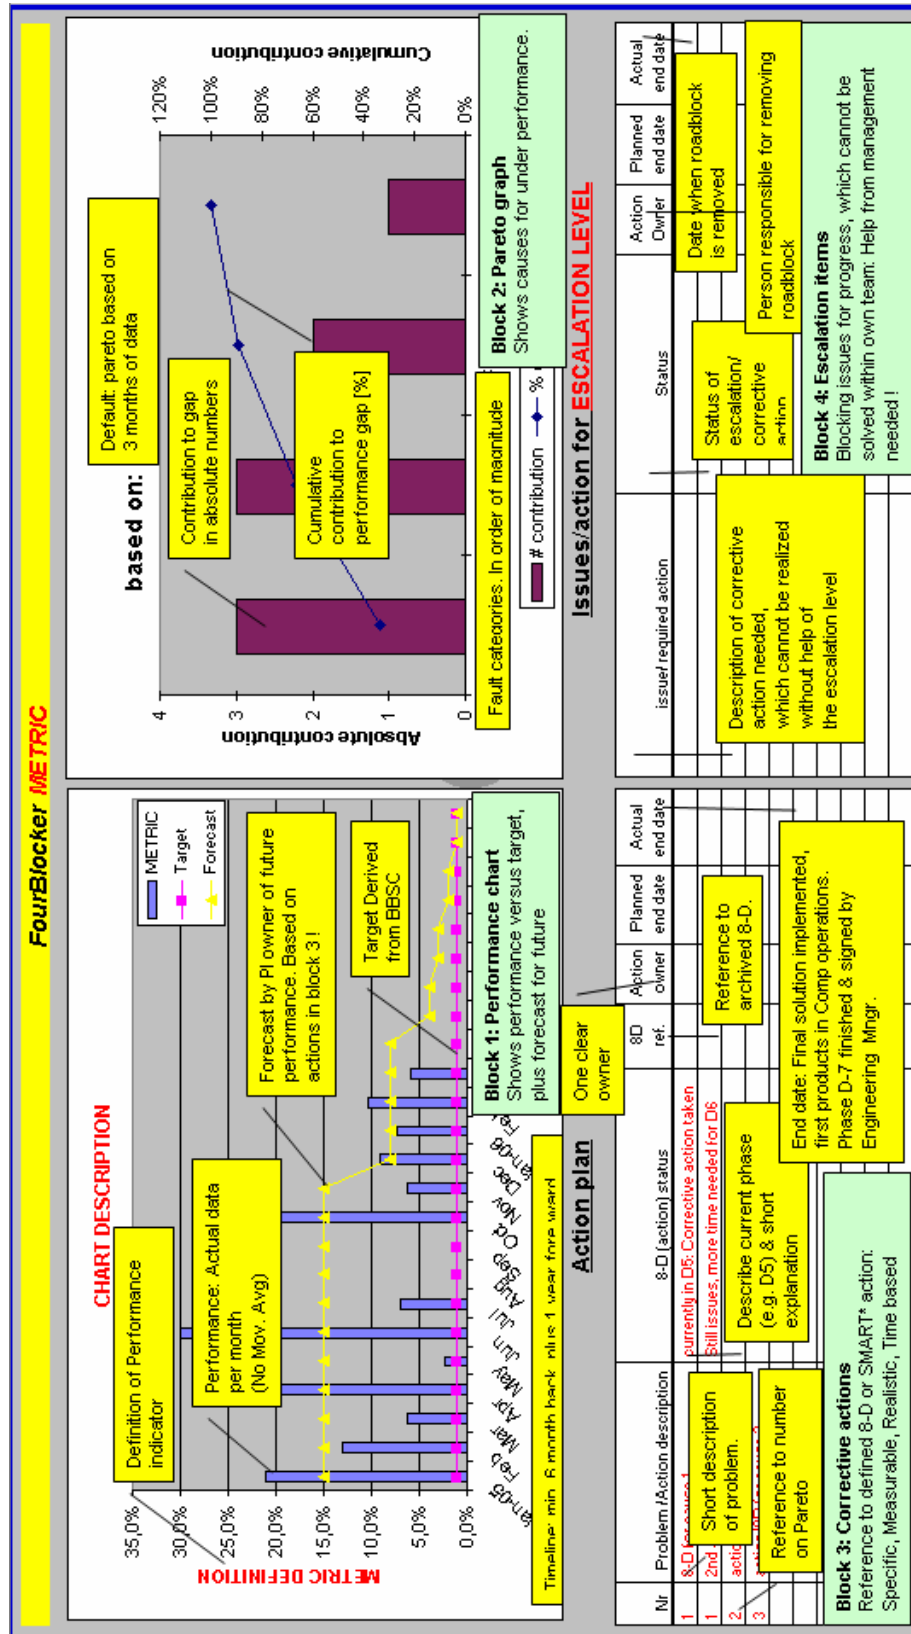 FourBlocker METRIC
CHART DESCRIPTION
Definition of Performance
indicator
Performance: Actual data
per month
(No Mov. Avg)
METRIC
Target
Forecast
Forecast by PI owner of future
performance. Based on
actions in block 3 !
Target Derived
from BBSC
METRIC DEFINITION
35,0%
30,0%
25,0%
20,0%
15,0%
10,0%
5,0%
0,0%
an-05
Feb
Mar
Apr
May
Jun
Jul
Aug
Sep
Oct
Nov
Dec
an-06
Fe
Timeline: min. 6 month back, plus 1 year foreward
Block 1: Performance chart
Shows performance versus target,
plus forecast for future
based on:
Default: pareto based on
3 months of data
Contribution to gap
in absolute numbers
Cumulative
contribution to
performance gap [%]
Absolute contribution
4
3
2
1
0
Cumulative contribution
120%
100%
80%
60%
40%
20%
0%
Fault categories. In order of magnitude
# contribution
%
Block 2: Pareto graph
Shows causes for under performance.
Action plan
One clear
owner
Nr
Problem /Action description
8-D (action) status
8D
ref.
Action
owner
Planned
end date
Actual
end date
1
8-D for cause 1
currently in D5: Corrective action taken
1
2nd
Still issues, more time needed for D6
2
actio
3
Short description
of problem.
Reference to number
on Pareto
Describe current phase
(e.g. D5) & short
explanation
Reference to
archived 8-D.
End date: Final solution implemented,
first products in Comp operations.
Phase D-7 finished & signed by
Engineering Mngr.
Block 3: Corrective actions
Reference to defined 8-D or SMART* action:
Specific, Measurable, Realistic, Time based
Issues/action for ESCALATION LEVEL
issue/ required action
Status
Action
Owner
Planned
end date
Actual
end date
Description of corrective
action needed,
which cannot be realized
without help of
the escalation level
Status of
escalation/
corrective
action
Date when roadblock
is removed
Person responsible for removing
roadblock
Block 4: Escalation items
Blocking issues for progress, which cannot be
solved within own team: Help from management
needed !